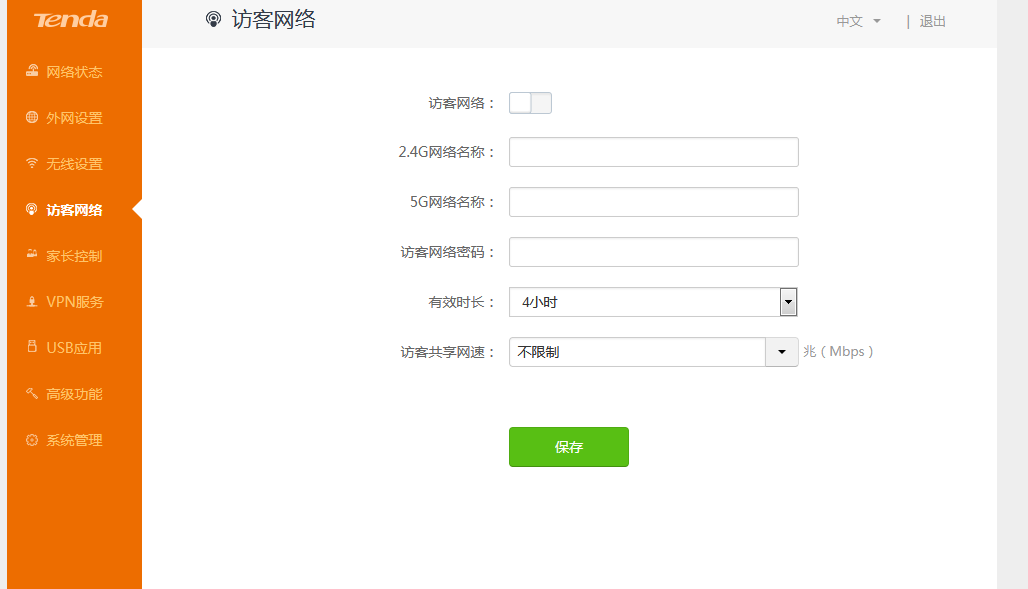 Tenda
访客网络
中文
| 退出
网络状态
外网设置
无线设置
访客网络
家长控制
VPN服务
USB应用
高级功能
系统管理
访客网络：
2.4G网络名称：
5G网络名称：
访客网络密码：
有效时长： 4小时
访客共享网速： 不限制 兆（Mbps）
保存